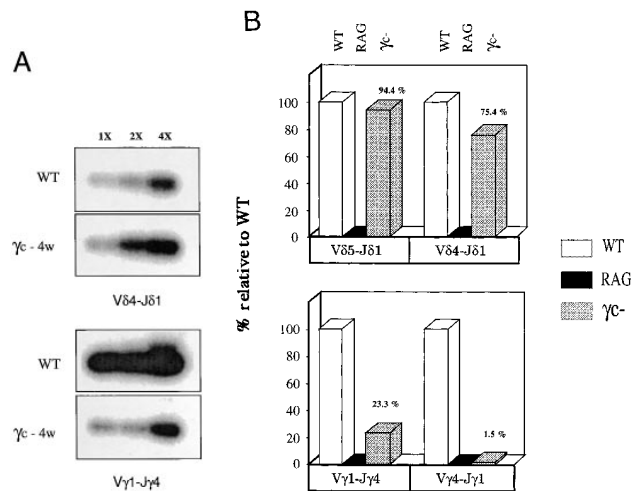 A
1X 2X 4X
WT
γc - 4w
Vδ4-Jδ1
WT
γc - 4w
Vγ1-Jγ4
B
WT RAG γc- WT RAG γc-
% relative to WT
100
80
60
40
20
0
94.4 %
75.4 %
Vδ5-Jδ1 Vδ4-Jδ1
100
80
60
40
20
0
23.3 %
1.5 %
Vγ1-Jγ4 Vγ4-Jγ1
WT
RAG
γc-